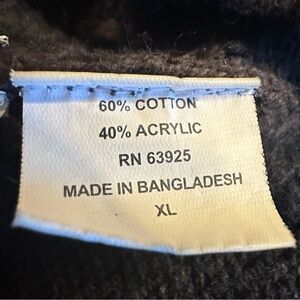 60% COTTON
40% ACRYLIC
RN 63925
MADE IN BANGLADESH
XL